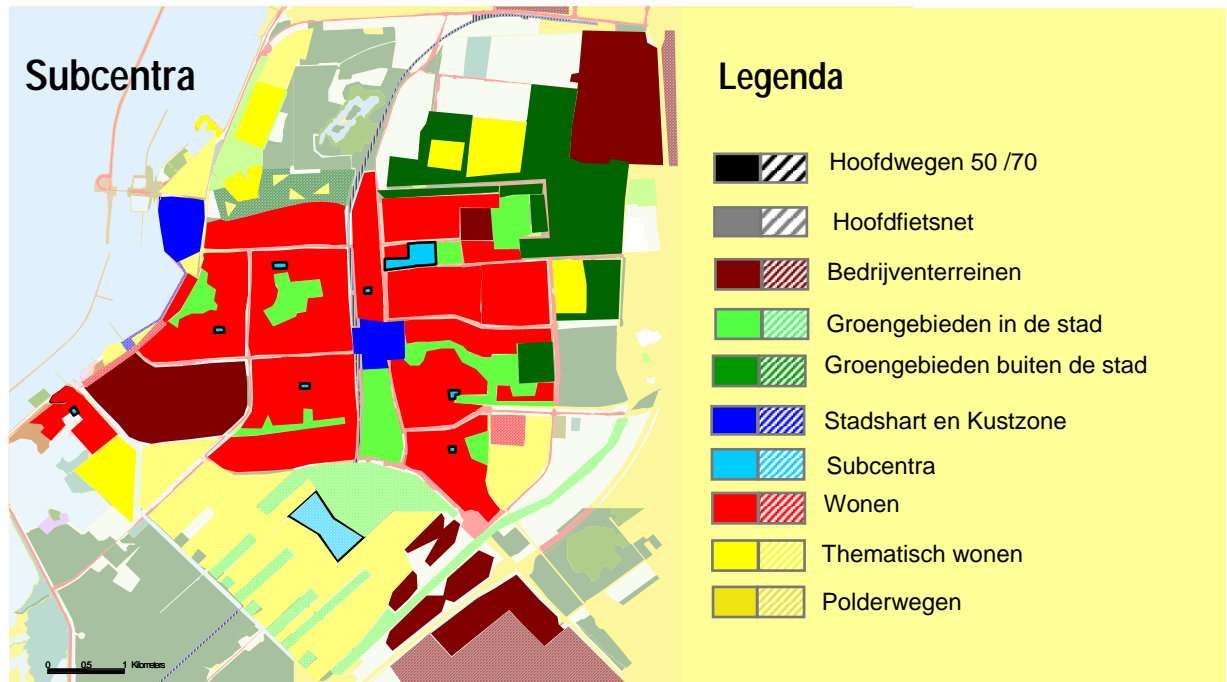 Subcentra
Legenda
Hoofdwegen 50 /70
Hoofdfietsnet
Bedrijventerreinen
Groengebieden in de stad
Groengebieden buiten de stad
Stadshart en Kustzone
Subcentra
Wonen
Thematisch wonen
Polderwegen
0 0.5 1 Kilometers